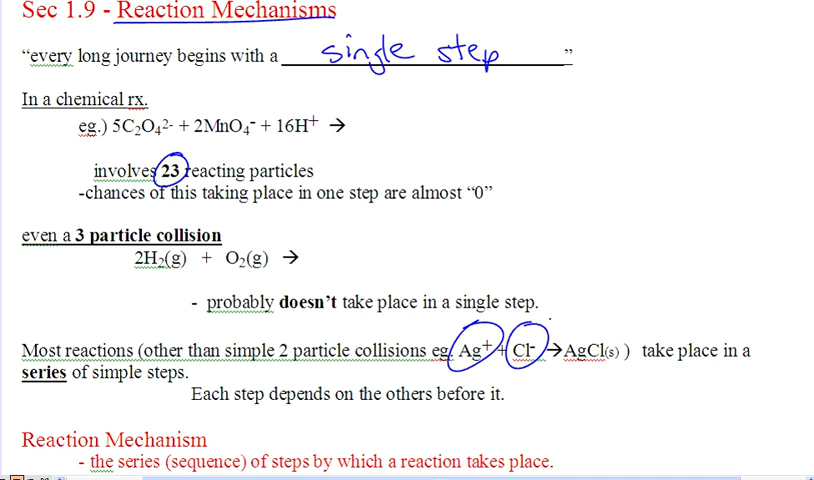 Sec 1.9 - Reaction Mechanisms
“every long journey begins with a single step ”
In a chemical rx.
eg.) 5C₂O₄²⁻ + 2MnO₄⁻ + 16H⁺ →
involves 23 reacting particles
-chances of this taking place in one step are almost “0”
even a 3 particle collision
2H₂(g) + O₂(g) →
- probably doesn’t take place in a single step.
Most reactions (other than simple 2 particle collisions eg. Ag⁺ + Cl⁻ →AgCl(s) ) take place in a
series of simple steps.
Each step depends on the others before it.
Reaction Mechanism
- the series (sequence) of steps by which a reaction takes place.